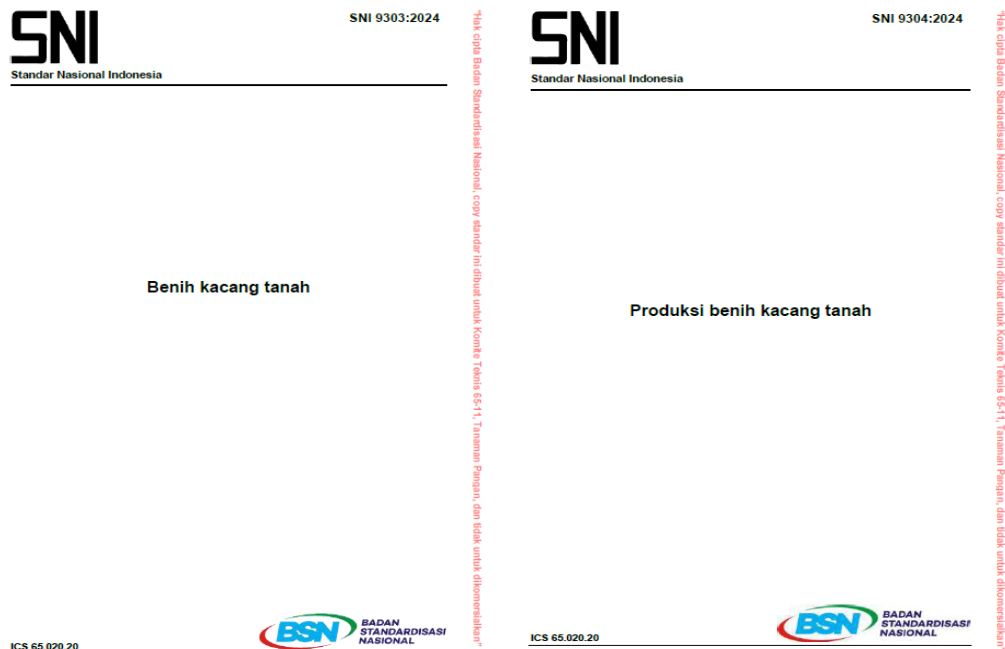 SNI
SNI 9303:2024
Standar Nasional Indonesia
Benih kacang tanah
"Hak cipta Badan Standardisasi Nasional, copy standar ini dibuat untuk Komite Teknis 65-11, Tanaman Pangan, dan tidak untuk dikomersialkan"
BSN
BADAN
STANDARDISASI
NASIONAL
ICS 65.020.20
SNI
SNI 9304:2024
Standar Nasional Indonesia
Produksi benih kacang tanah
"Hak cipta Badan Standardisasi Nasional, copy standar ini dibuat untuk Komite Teknis 65-11, Tanaman Pangan, dan tidak untuk dikomersialkan"
BSN
BADAN
STANDARDISASI
NASIONAL
ICS 65.020.20